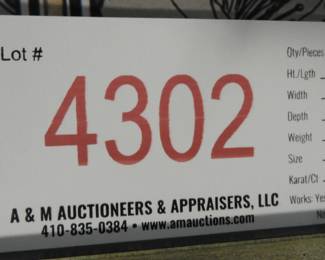 Lot #
4302
A & M AUCTIONEERS & APPRAISERS, LLC
410-835-0384 • www.amauctions.com
Qty/Pieces
Ht./Lgth
Width
Depth
Weight
Size
Karat/Ct
Works: Yes